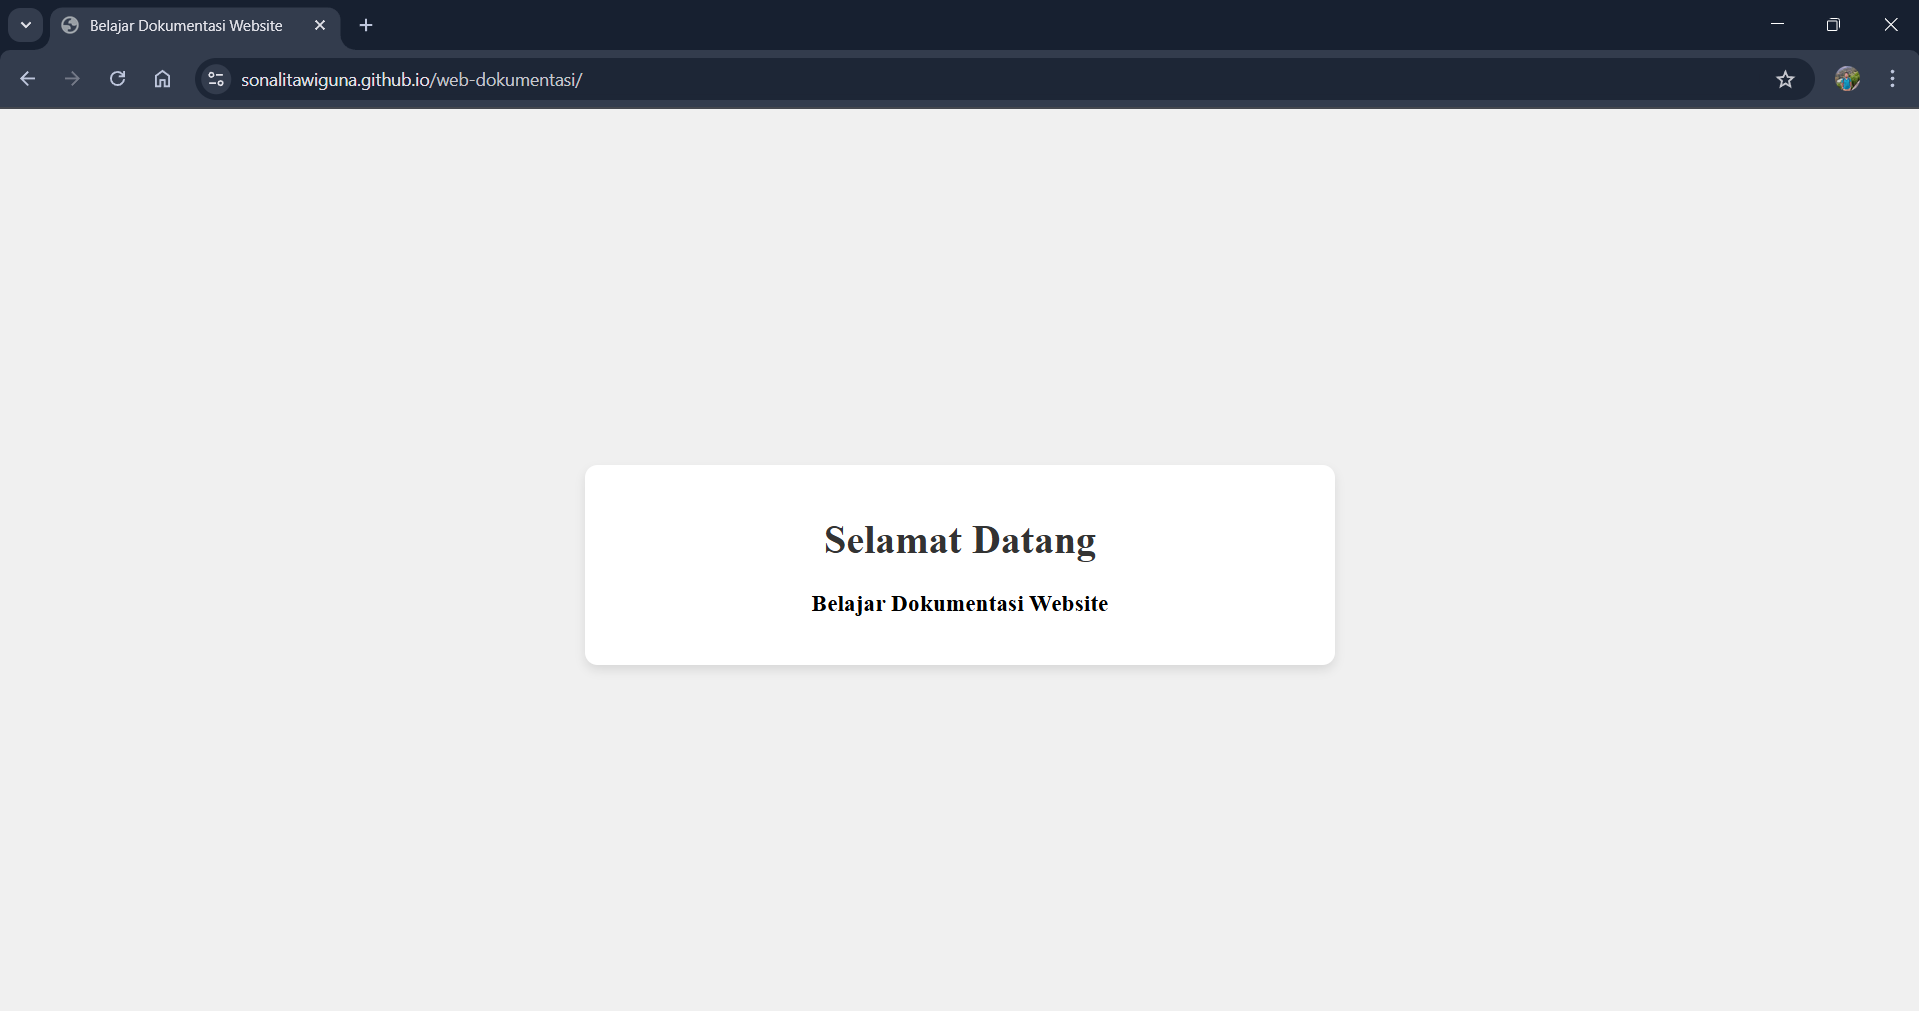 Belajar Dokumentasi Website
sonalitawiguna.github.io/web-dokumentasi/
Selamat Datang
Belajar Dokumentasi Website